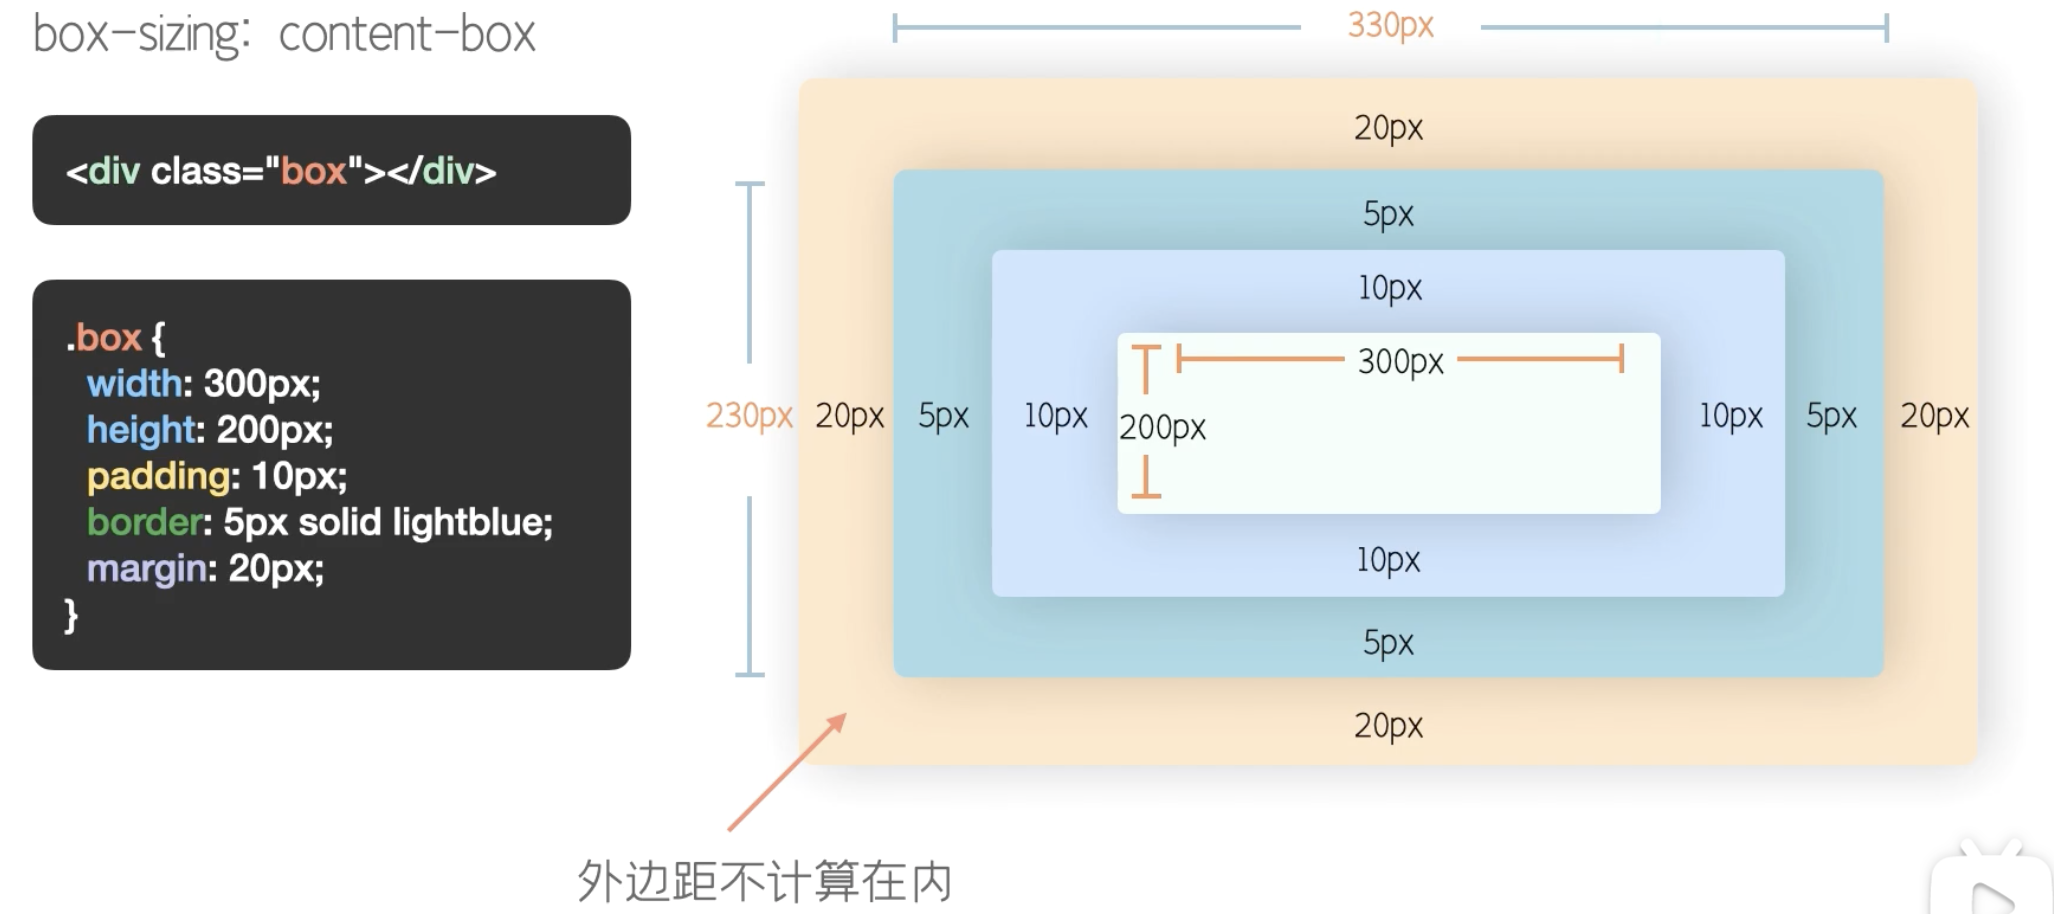 box-sizing: content-box
<div class="box"></div>
.box {
width: 300px;
height: 200px;
padding: 10px;
border: 5px solid lightblue;
margin: 20px;
}
330px
20px
5px
10px
300px
230px 20px 5px 10px 200px 10px 5px 20px
10px
5px
20px
外边距不计算在内